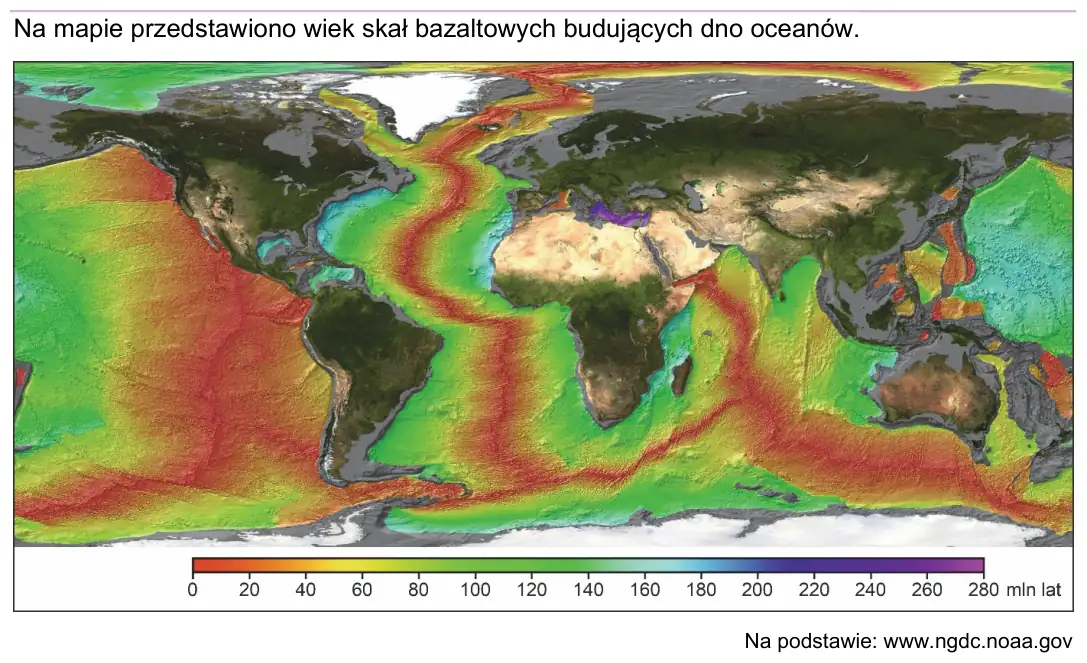 Na mapie przedstawiono wiek skał bazaltowych budujących dno oceanów.
0 20 40 60 80 100 120 140 160 180 200 220 240 260 280 mln lat
Na podstawie: www.ngdc.noaa.gov